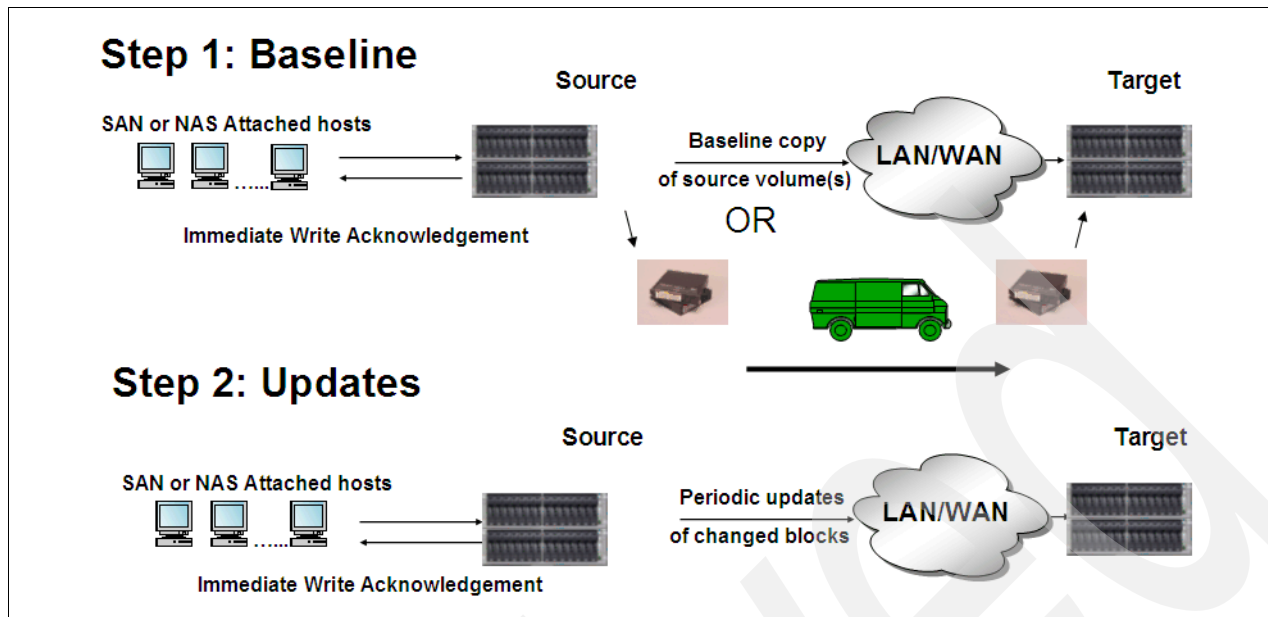 Step 1: Baseline
Source
Target
SAN or NAS Attached hosts
…...
Immediate Write Acknowledgement
Baseline copy
of source volume(s)
LAN/WAN
OR
Step 2: Updates
Source
Target
SAN or NAS Attached hosts
…...
Immediate Write Acknowledgement
Periodic updates
of changed blocks
LAN/WAN